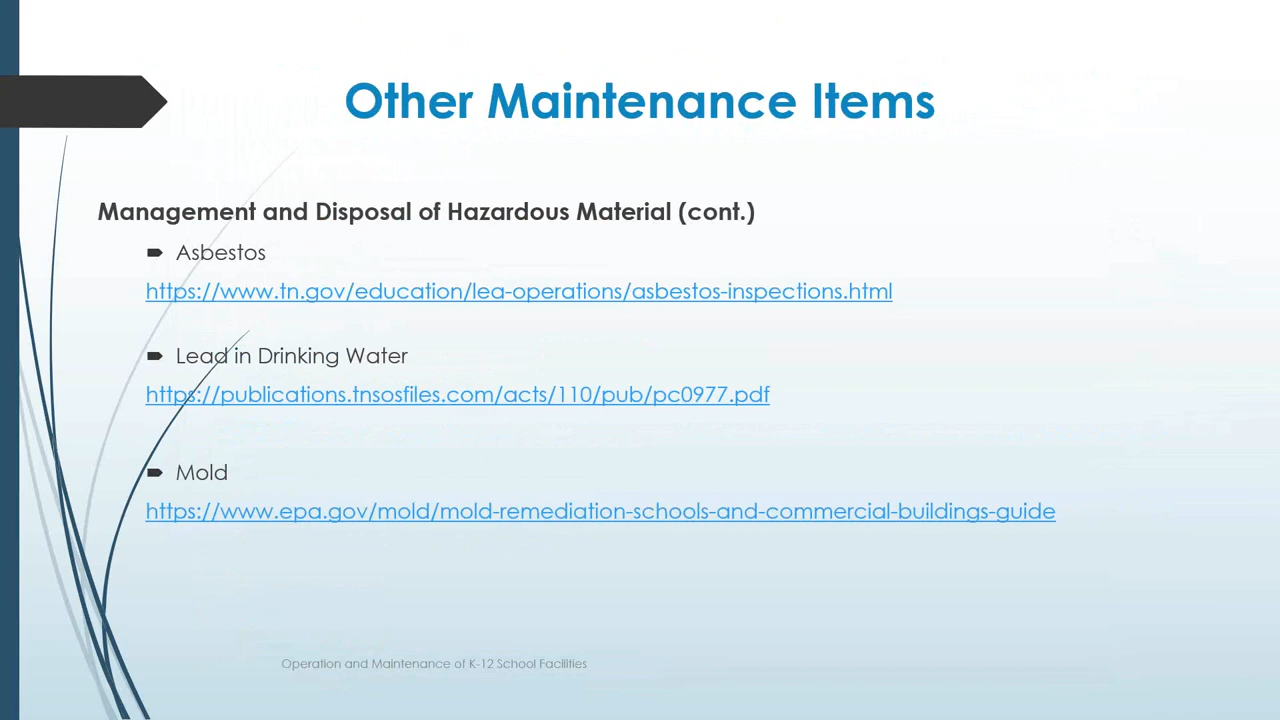 Other Maintenance Items
Management and Disposal of Hazardous Material (cont.)
Asbestos
https://www.tn.gov/education/lea-operations/asbestos-inspections.html
Lead in Drinking Water
https://publications.tnsosfiles.com/acts/110/pub/pc0977.pdf
Mold
https://www.epa.gov/mold/mold-remediation-schools-and-commercial-buildings-guide
Operation and Maintenance of K-12 School Facilities